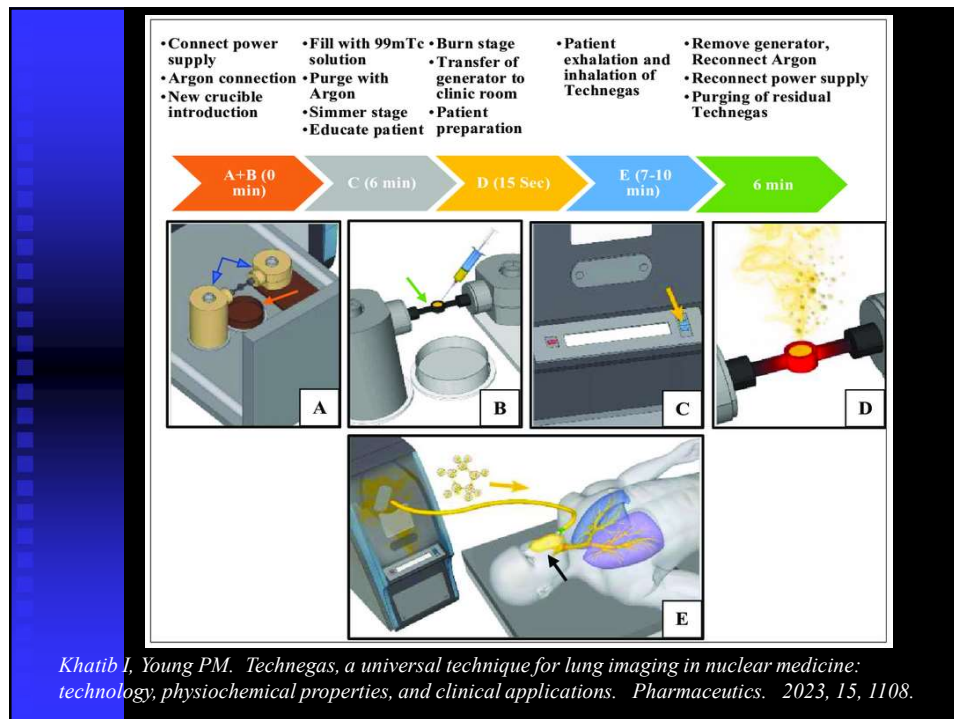 •Connect power
supply
•Argon connection
•New crucible
introduction
•Fill with 99mTc
solution
•Purge with
Argon
•Simmer stage
•Educate patient
•Burn stage
•Transfer of
generator to
clinic room
•Patient
preparation
•Patient
exhalation and
inhalation of
Technegas
•Remove generator,
Reconnect Argon
•Reconnect power supply
•Purging of residual
Technegas
A+B (0
min)
C (6 min)
D (15 Sec)
E (7-10
min)
6 min
A
B
C
D
E
Khatib I, Young PM. Technegas, a universal technique for lung imaging in nuclear medicine:
technology, physiochemical properties, and clinical applications. Pharmaceutics. 2023, 15, 1108.